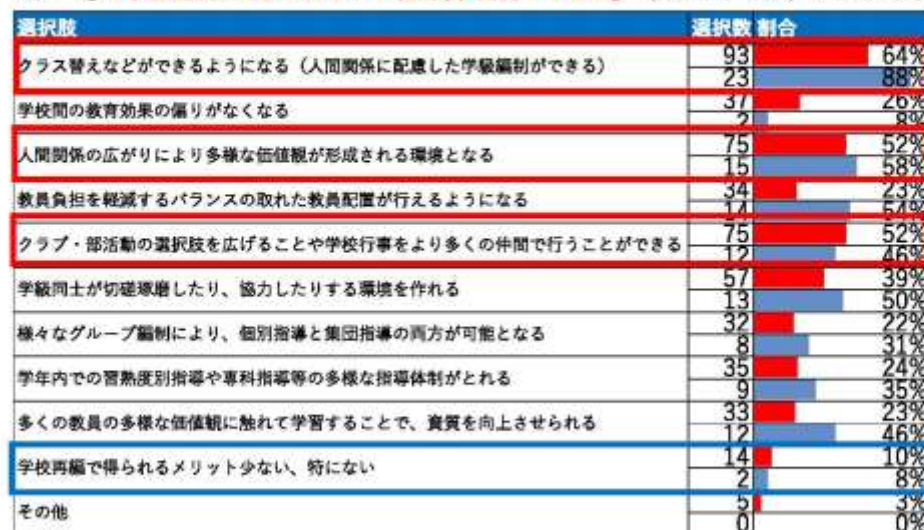 選択肢 選択数 割合
クラス替えなどができるようになる（人間関係に配慮した学級編制ができる） 93 64%
23 88%
学校間の教育効果の偏りがなくなる 37 26%
2 8%
人間関係の広がりにより多様な価値観が形成される環境となる 75 52%
15 58%
教員負担を軽減するバランスの取れた教員配置が行えるようになる 34 23%
14 54%
クラブ・部活動の選択肢を広げることや学校行事をより多くの仲間で行うことができる 75 52%
12 46%
学級同士が切磋琢磨したり、協力したりする環境を作れる 57 39%
13 50%
様々なグループ編制により、個別指導と集団指導の両方が可能となる 32 22%
8 31%
学年内での習熟度別指導や専科指導等の多様な指導体制がとれる 35 24%
9 35%
多くの教員の多様な価値観に触れて学習することで、資質を向上させられる 33 23%
12 46%
学校再編で得られるメリット少ない、特にない 14 10%
2 8%
その他 5 3%
0 0%